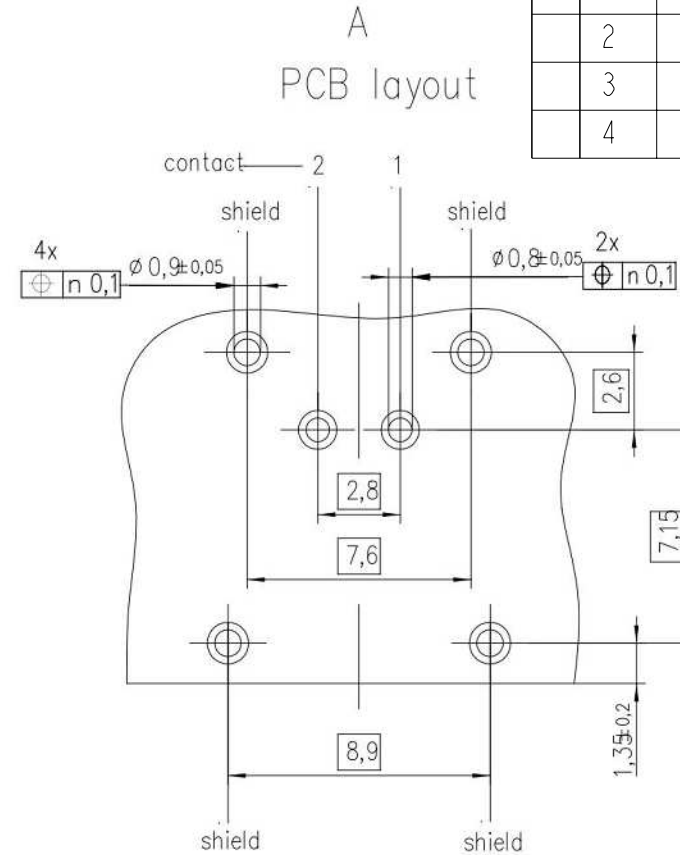 A
2
PCB layout
3
4
contact 2 1
shield shield
4x 2x
n 0,1 ø 0,9±0,05 ø 0,8±0,05 n 0,1
2,6
2,8
7,15
7,6
1,35±0,2
8,9
shield shield